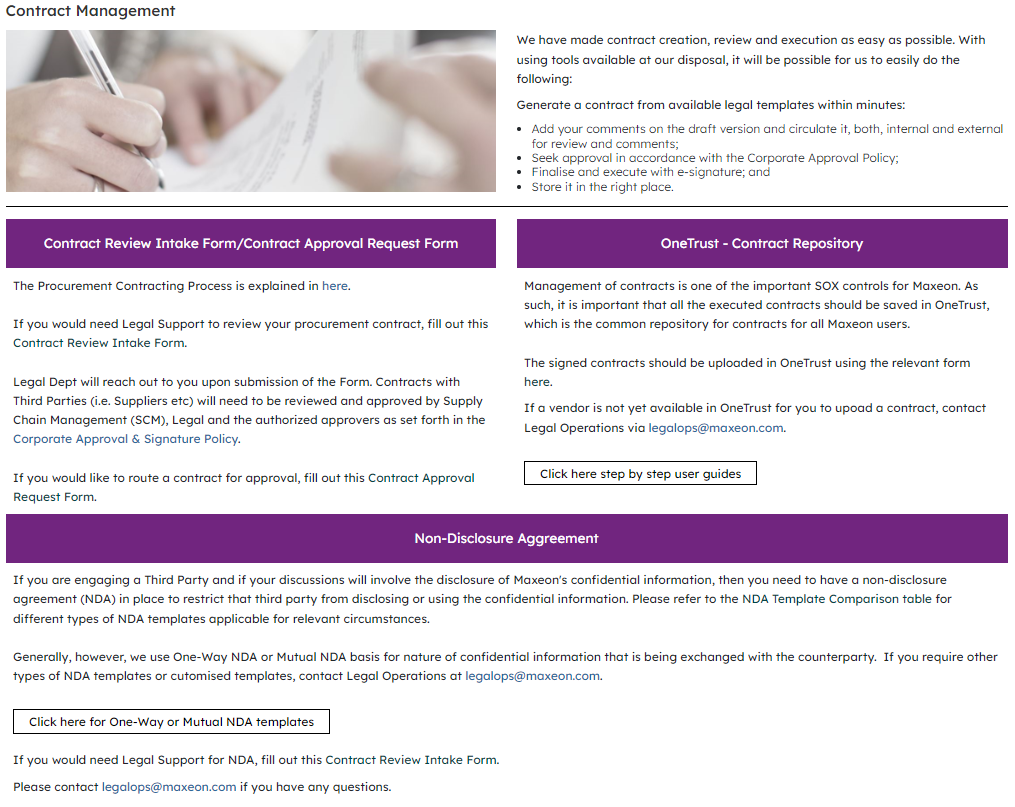 Contract Management
We have made contract creation, review and execution as easy as possible. With
using tools available at our disposal, it will be possible for us to easily do the
following:
Generate a contract from available legal templates within minutes:
• Add your comments on the draft version and circulate it, both, internal and external
for review and comments;
• Seek approval in accordance with the Corporate Approval Policy;
• Finalise and execute with e-signature; and
• Store it in the right place.
Contract Review Intake Form/Contract Approval Request Form
The Procurement Contracting Process is explained in here.
If you would need Legal Support to review your procurement contract, fill out this
Contract Review Intake Form.
Legal Dept will reach out to you upon submission of the Form. Contracts with
Third Parties (i.e. Suppliers etc) will need to be reviewed and approved by Supply
Chain Management (SCM), Legal and the authorized approvers as set forth in the
Corporate Approval & Signature Policy.
If you would like to route a contract for approval, fill out this Contract Approval
Request Form.
OneTrust - Contract Repository
Management of contracts is one of the important SOX controls for Maxeon. As
such, it is important that all the executed contracts should be saved in OneTrust,
which is the common repository for contracts for all Maxeon users.
The signed contracts should be uploaded in OneTrust using the relevant form
here.
If a vendor is not yet available in OneTrust for you to upoad a contract, contact
Legal Operations via legalops@maxeon.com.
Click here step by step user guides
Non-Disclosure Aggreement
If you are engaging a Third Party and if your discussions will involve the disclosure of Maxeon's confidential information, then you need to have a non-disclosure
agreement (NDA) in place to restrict that third party from disclosing or using the confidential information. Please refer to the NDA Template Comparison table for
different types of NDA templates applicable for relevant circumstances.
Generally, however, we use One-Way NDA or Mutual NDA basis for nature of confidential information that is being exchanged with the counterparty. If you require other
types of NDA templates or cutomised templates, contact Legal Operations at legalops@maxeon.com.
Click here for One-Way or Mutual NDA templates
If you would need Legal Support for NDA, fill out this Contract Review Intake Form.
Please contact legalops@maxeon.com if you have any questions.